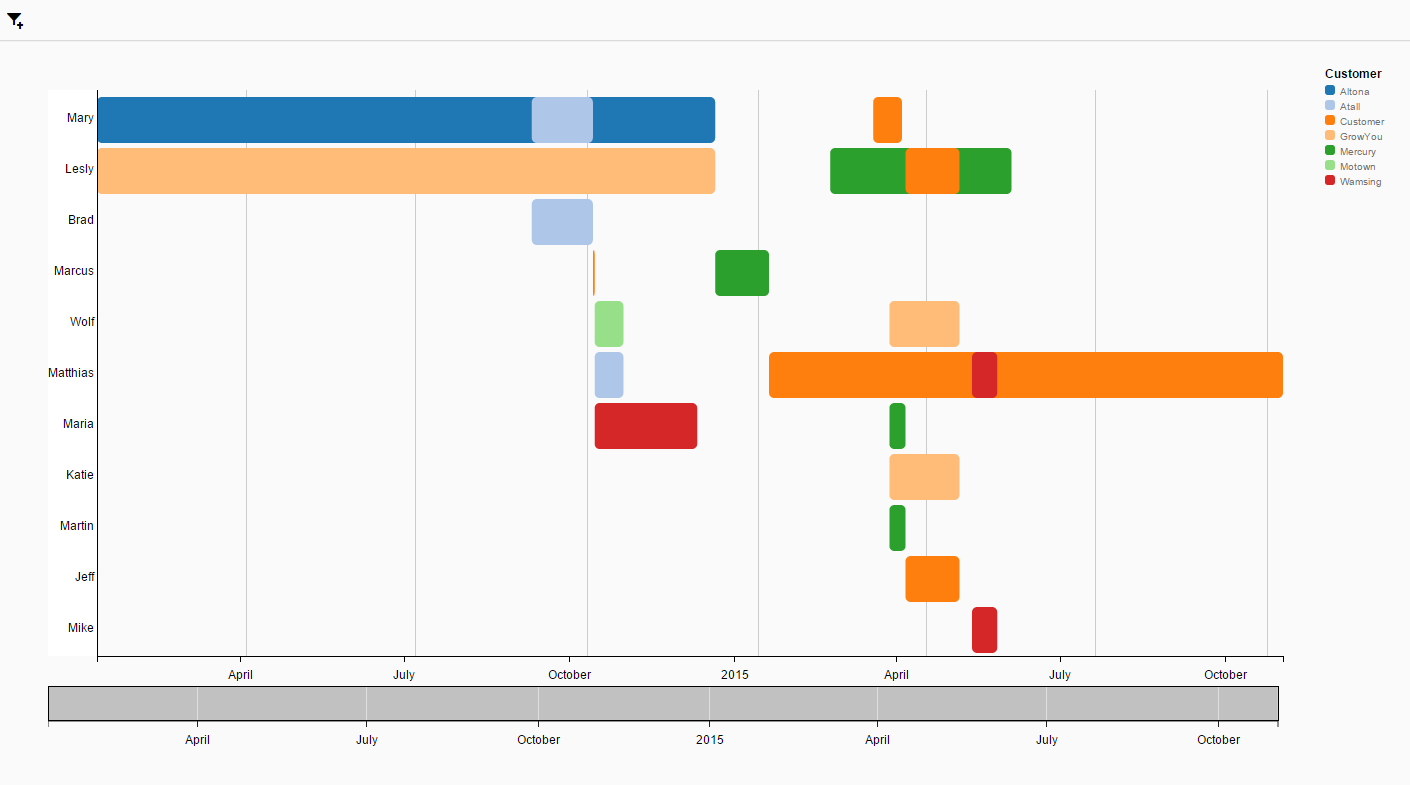 Customer
Altona
Atall
Customer
GrowYou
Mercury
Motown
Wamsing
Mary
Lesly
Brad
Marcus
Wolf
Matthias
Maria
Katie
Martin
Jeff
Mike
April July October 2015 April July October
April July October 2015 April July October